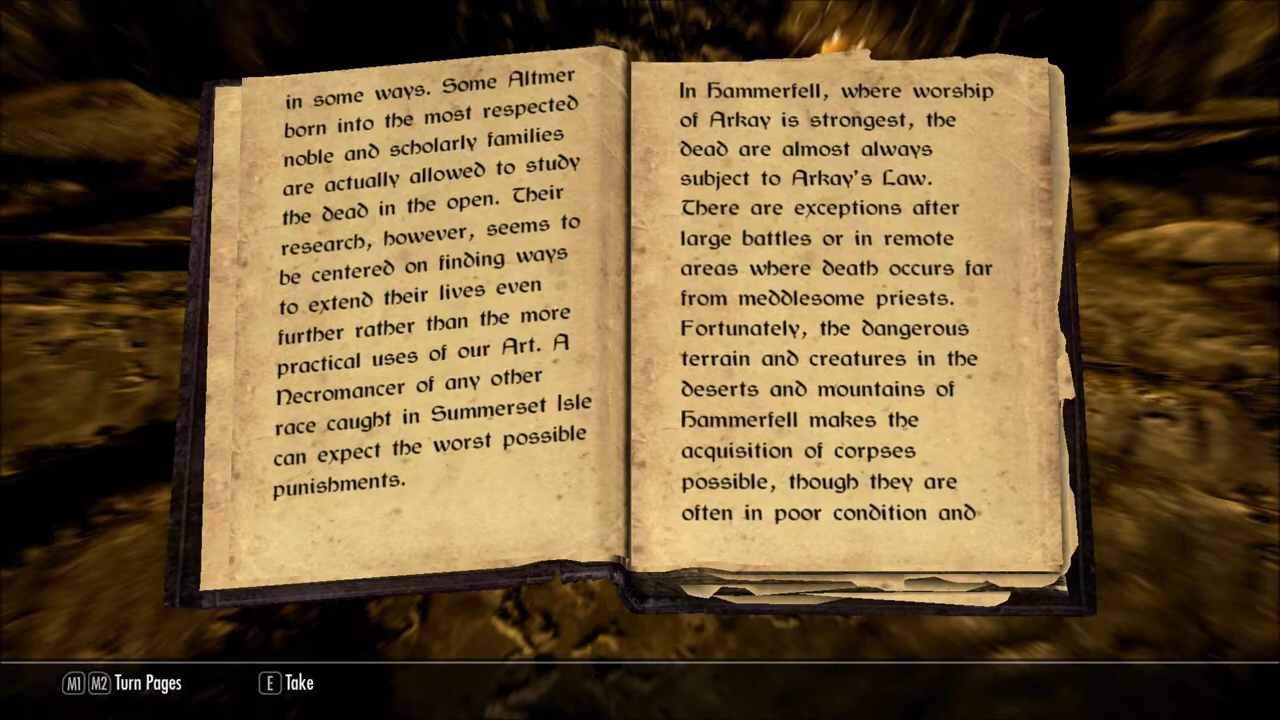 in some ways. Some Altmer
born into the most respected
noble and scholarly families
are actually allowed to study
the dead in the open. Their
research, however, seems to
be centered on finding ways
to extend their lives even
further rather than the more
practical uses of our Art. A
Necromancer of any other
race caught in Summerset Isle
can expect the worst possible
punishments.
In Hammerfell, where worship
of Arkay is strongest, the
dead are almost always
subject to Arkay's Law.
There are exceptions after
large battles or in remote
areas where death occurs far
from meddlesome priests.
Fortunately, the dangerous
terrain and creatures in the
deserts and mountains of
Hammerfell makes the
acquisition of corpses
possible, though they are
often in poor condition and
M1 M2 Turn Pages
E Take